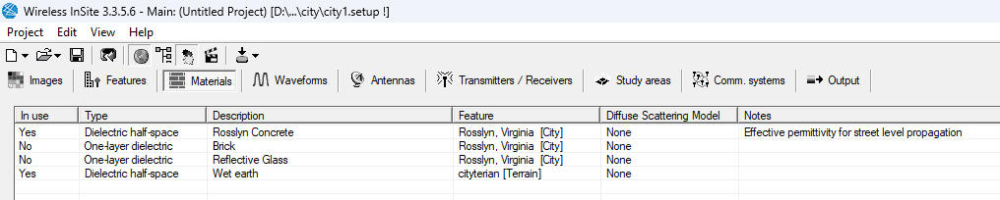 Wireless InSite 3.3.5.6 - Main: (Untitled Project) [D:\...\city\city1.setup !]
Project Edit View Help
Images Features Materials Waveforms Antennas Transmitters / Receivers Study areas Comm. systems Output
In use Type Description Feature Diffuse Scattering Model Notes
Yes Dielectric half-space Rosslyn Concrete Rosslyn, Virginia [City] None Effective permittivity for street level propagation
No One-layer dielectric Brick Rosslyn, Virginia [City] None
No One-layer dielectric Reflective Glass Rosslyn, Virginia [City] None
Yes Dielectric half-space Wet earth cityterian [Terrain] None